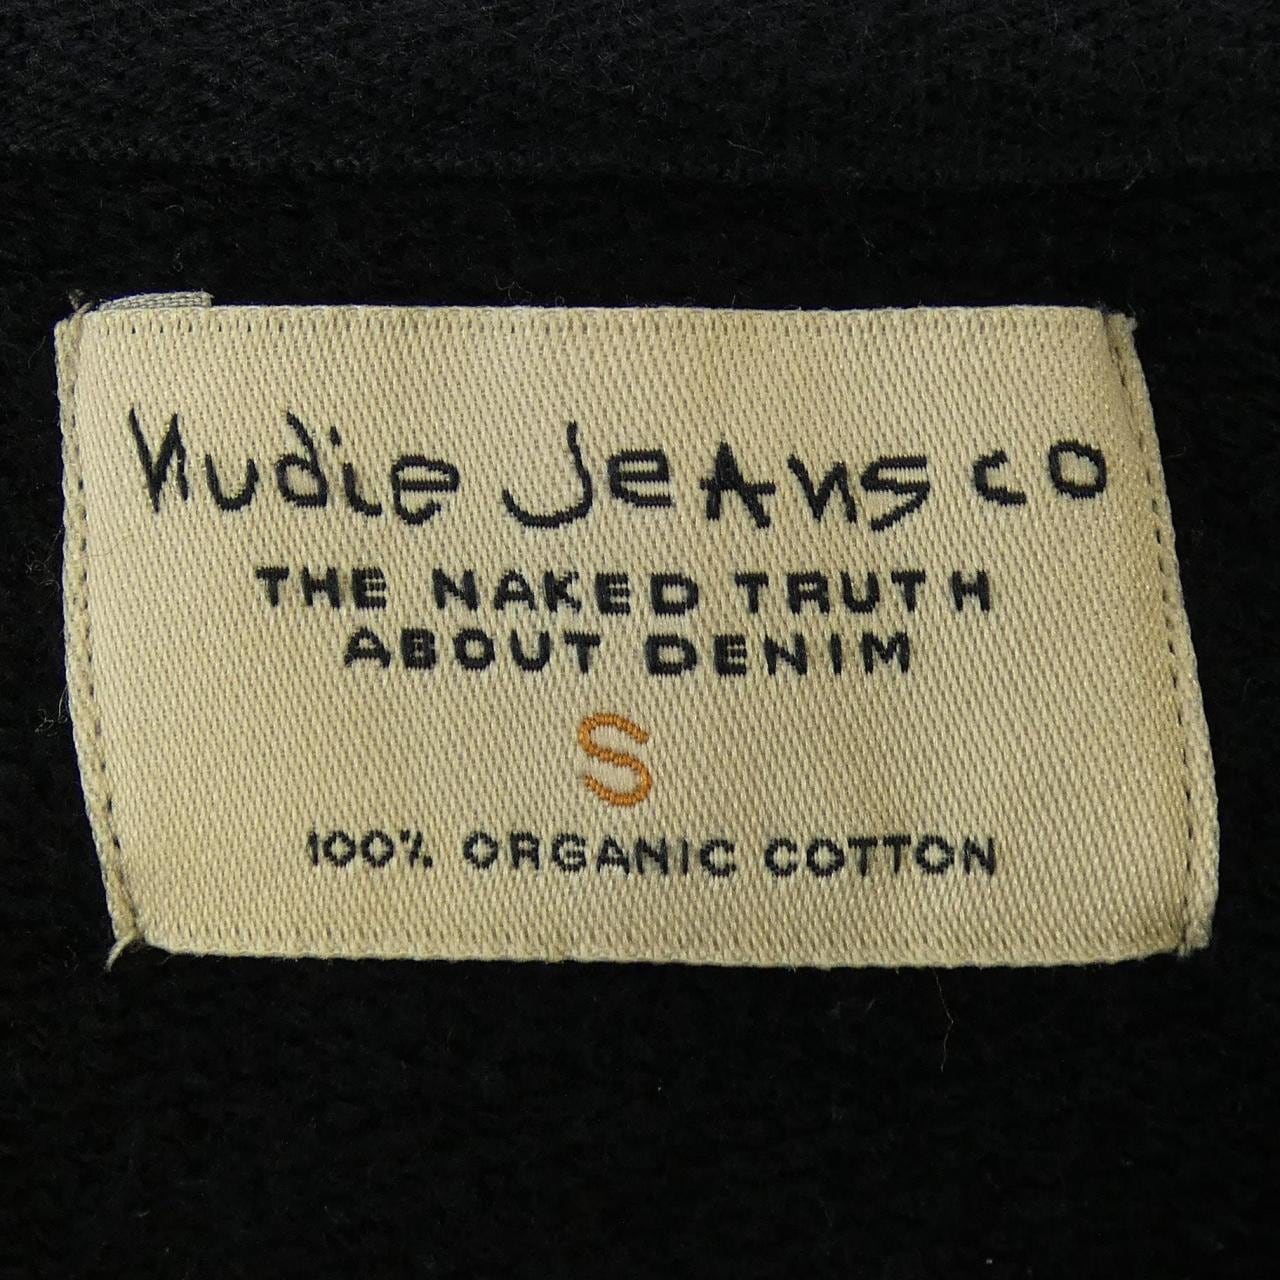 Nudie Jeans co
THE NAKED TRUTH
ABOUT DENIM
S
100% ORGANIC COTTON